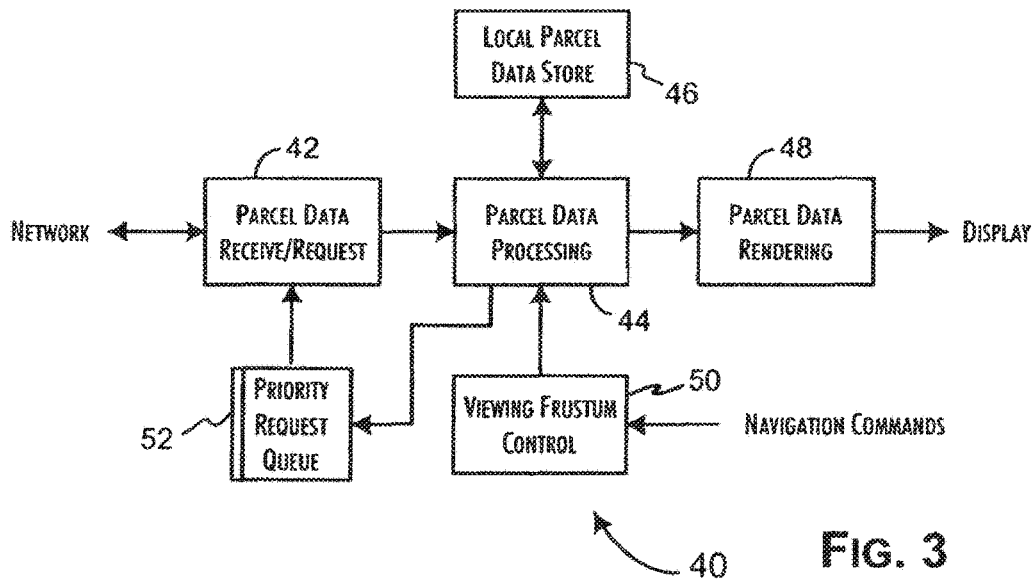 LOCAL PARCEL
DATA STORE
46
42
48
NETWORK
PARCEL DATA
RECEIVE/REQUEST
PARCEL DATA
PROCESSING
PARCEL DATA
RENDERING
DISPLAY
44
52
PRIORITY
REQUEST
QUEUE
VIEWING FRUSTUM
CONTROL
50
NAVIGATION COMMANDS
40
FIG. 3